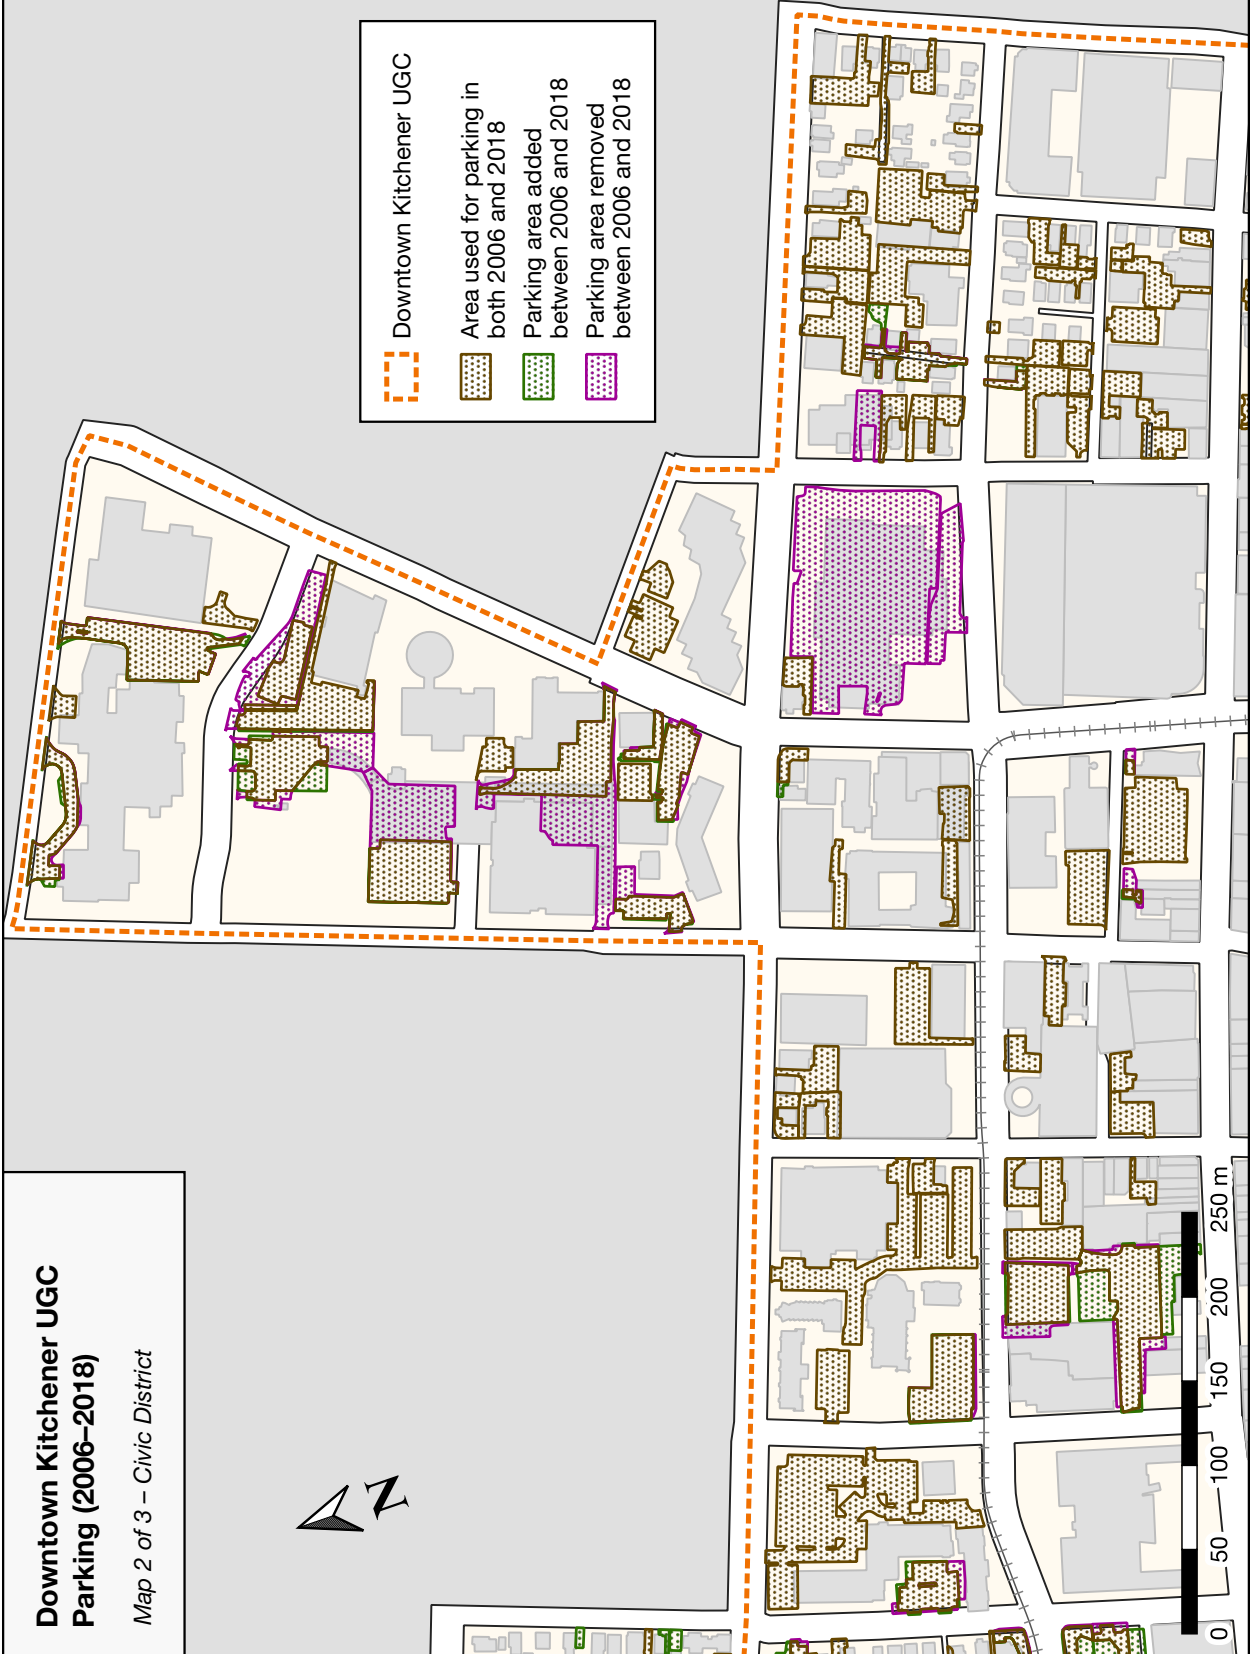 Downtown Kitchener UGC
Parking (2006–2018)
Map 2 of 3 – Civic District
N
Downtown Kitchener UGC
Area used for parking in
both 2006 and 2018
Parking area added
between 2006 and 2018
Parking area removed
between 2006 and 2018
0 50 100 150 200 250 m